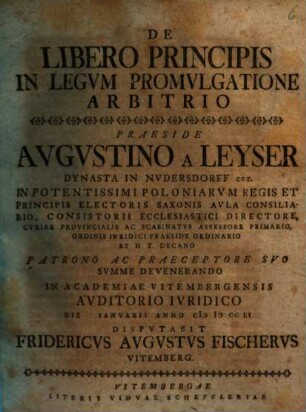 DE
LIBERO PRINCIPIS
IN LEGVM PROMVLGATIONE
ARBITRIO
PRAESIDE
AVGVSTINO A LEYSER
DYNASTA IN NVDERSDORFF CET.
IN POTENTISSIMI POLONIARVM REGIS ET
PRINCIPIS ELECTORIS SAXONIS AVLA CONSILIA-
RIO, CONSISTORII ECCLESIASTICI DIRECTORE,
CVRIAE PROVINCIALIS AC SCABINATVS ASSESSORE PRIMARIO,
ORDINIS IVRIDICI PRAESIDE ORDINARIO
ET H T. DECANO
PATRONO AC PRAECEPTORE SVO
SVMME DEVENERANDO
IN ACADEMIAE VITEMBERGENSIS
AVDITORIO IVRIDICO
DIE IANVARII ANNO CIↃ IↃ CCLI
DISPVTABIT
FRIDERICVS AVGVSTVS FISCHERVS
VITEMBERG.
VITEMBERGAE
LITERIS VIDVAE SCHEFFLERIAE